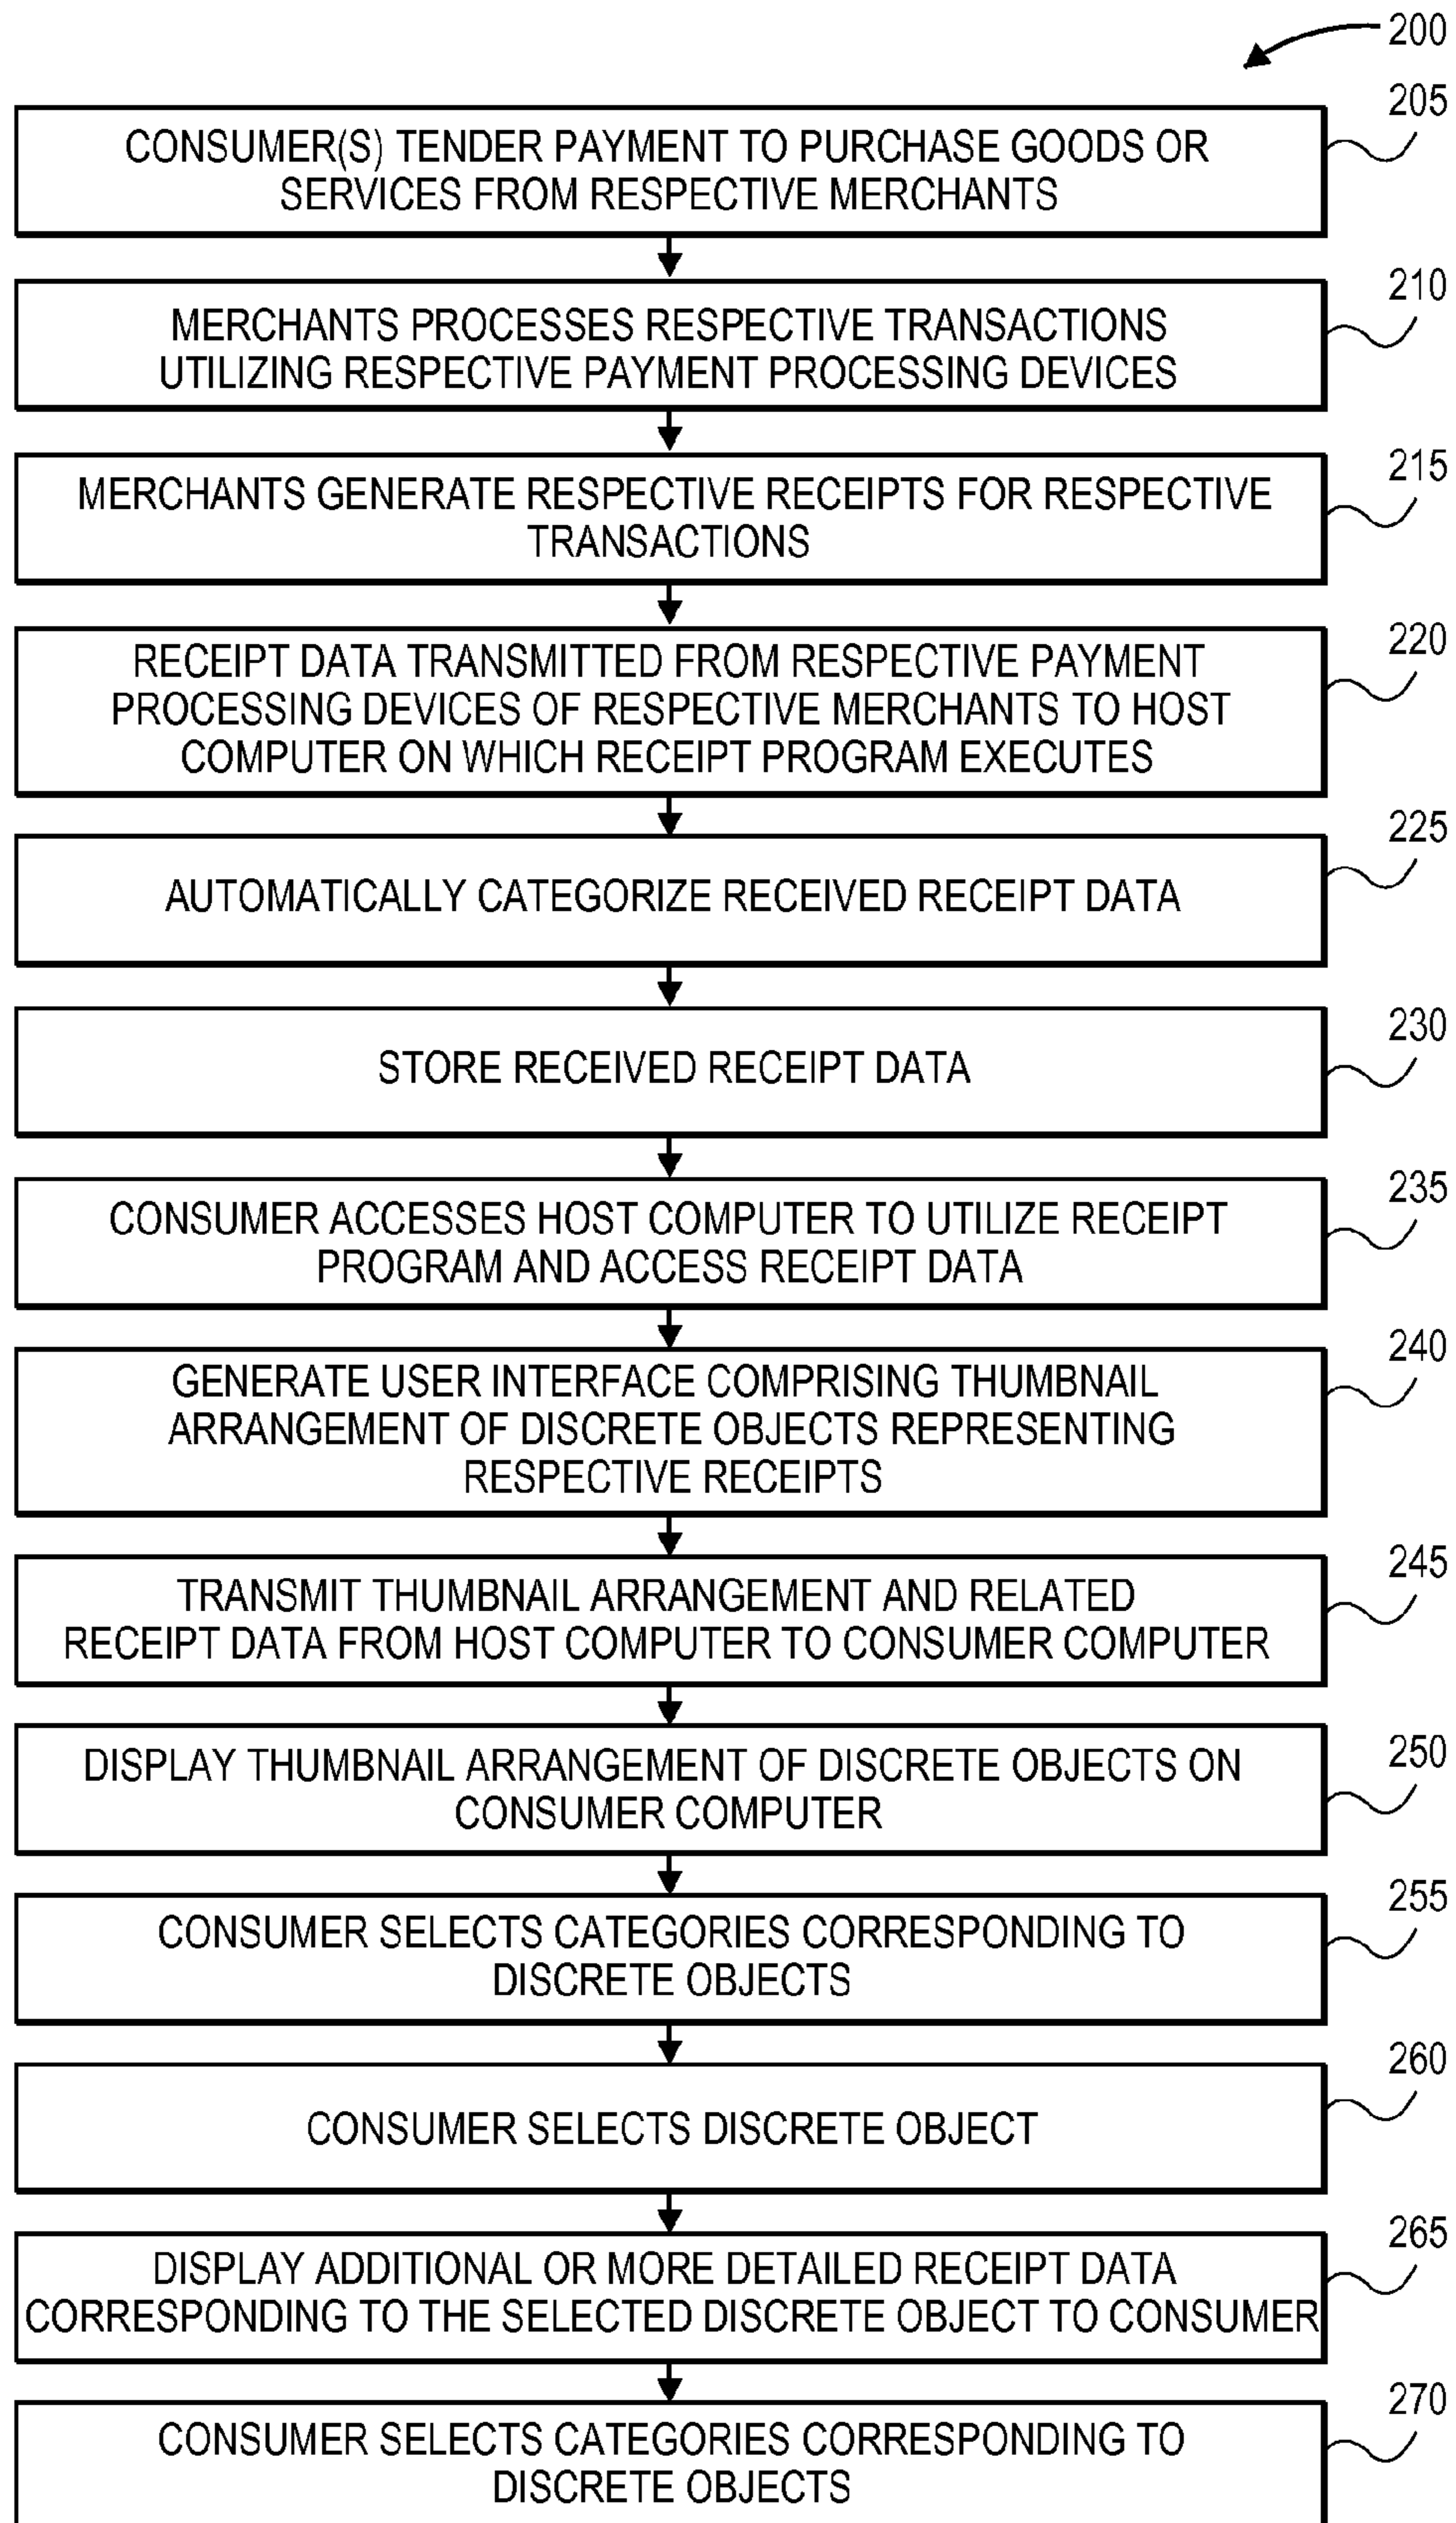 200
205
CONSUMER(S) TENDER PAYMENT TO PURCHASE GOODS OR
SERVICES FROM RESPECTIVE MERCHANTS
210
MERCHANTS PROCESSES RESPECTIVE TRANSACTIONS
UTILIZING RESPECTIVE PAYMENT PROCESSING DEVICES
215
MERCHANTS GENERATE RESPECTIVE RECEIPTS FOR RESPECTIVE
TRANSACTIONS
220
RECEIPT DATA TRANSMITTED FROM RESPECTIVE PAYMENT
PROCESSING DEVICES OF RESPECTIVE MERCHANTS TO HOST
COMPUTER ON WHICH RECEIPT PROGRAM EXECUTES
225
AUTOMATICALLY CATEGORIZE RECEIVED RECEIPT DATA
230
STORE RECEIVED RECEIPT DATA
235
CONSUMER ACCESSES HOST COMPUTER TO UTILIZE RECEIPT
PROGRAM AND ACCESS RECEIPT DATA
240
GENERATE USER INTERFACE COMPRISING THUMBNAIL
ARRANGEMENT OF DISCRETE OBJECTS REPRESENTING
RESPECTIVE RECEIPTS
245
TRANSMIT THUMBNAIL ARRANGEMENT AND RELATED
RECEIPT DATA FROM HOST COMPUTER TO CONSUMER COMPUTER
250
DISPLAY THUMBNAIL ARRANGEMENT OF DISCRETE OBJECTS ON
CONSUMER COMPUTER
255
CONSUMER SELECTS CATEGORIES CORRESPONDING TO
DISCRETE OBJECTS
260
CONSUMER SELECTS DISCRETE OBJECT
265
DISPLAY ADDITIONAL OR MORE DETAILED RECEIPT DATA
CORRESPONDING TO THE SELECTED DISCRETE OBJECT TO CONSUMER
270
CONSUMER SELECTS CATEGORIES CORRESPONDING TO
DISCRETE OBJECTS